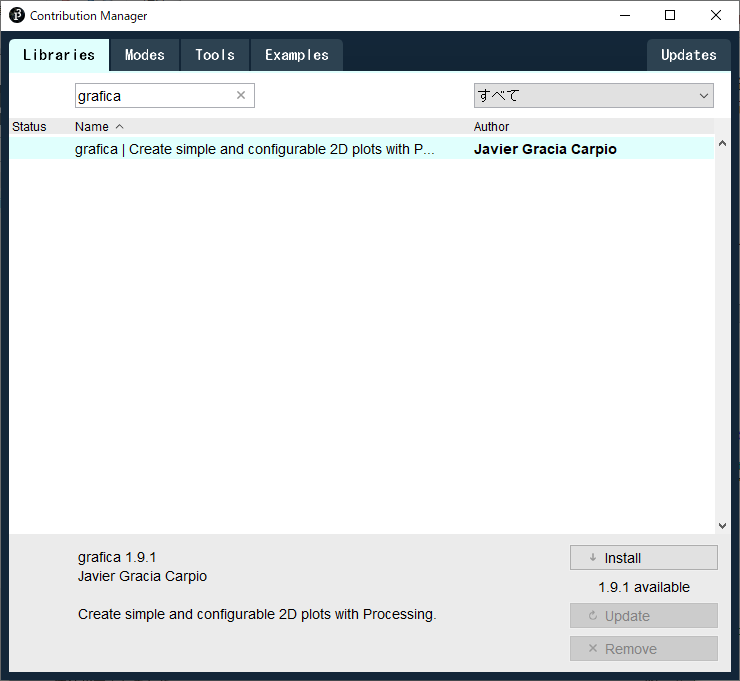 Contribution Manager
Libraries Modes Tools Examples Updates
grafica すべて
Status Name Author
grafica | Create simple and configurable 2D plots with P... Javier Gracia Carpio
grafica 1.9.1
Install
Javier Gracia Carpio
1.9.1 available
Create simple and configurable 2D plots with Processing.
Update
Remove